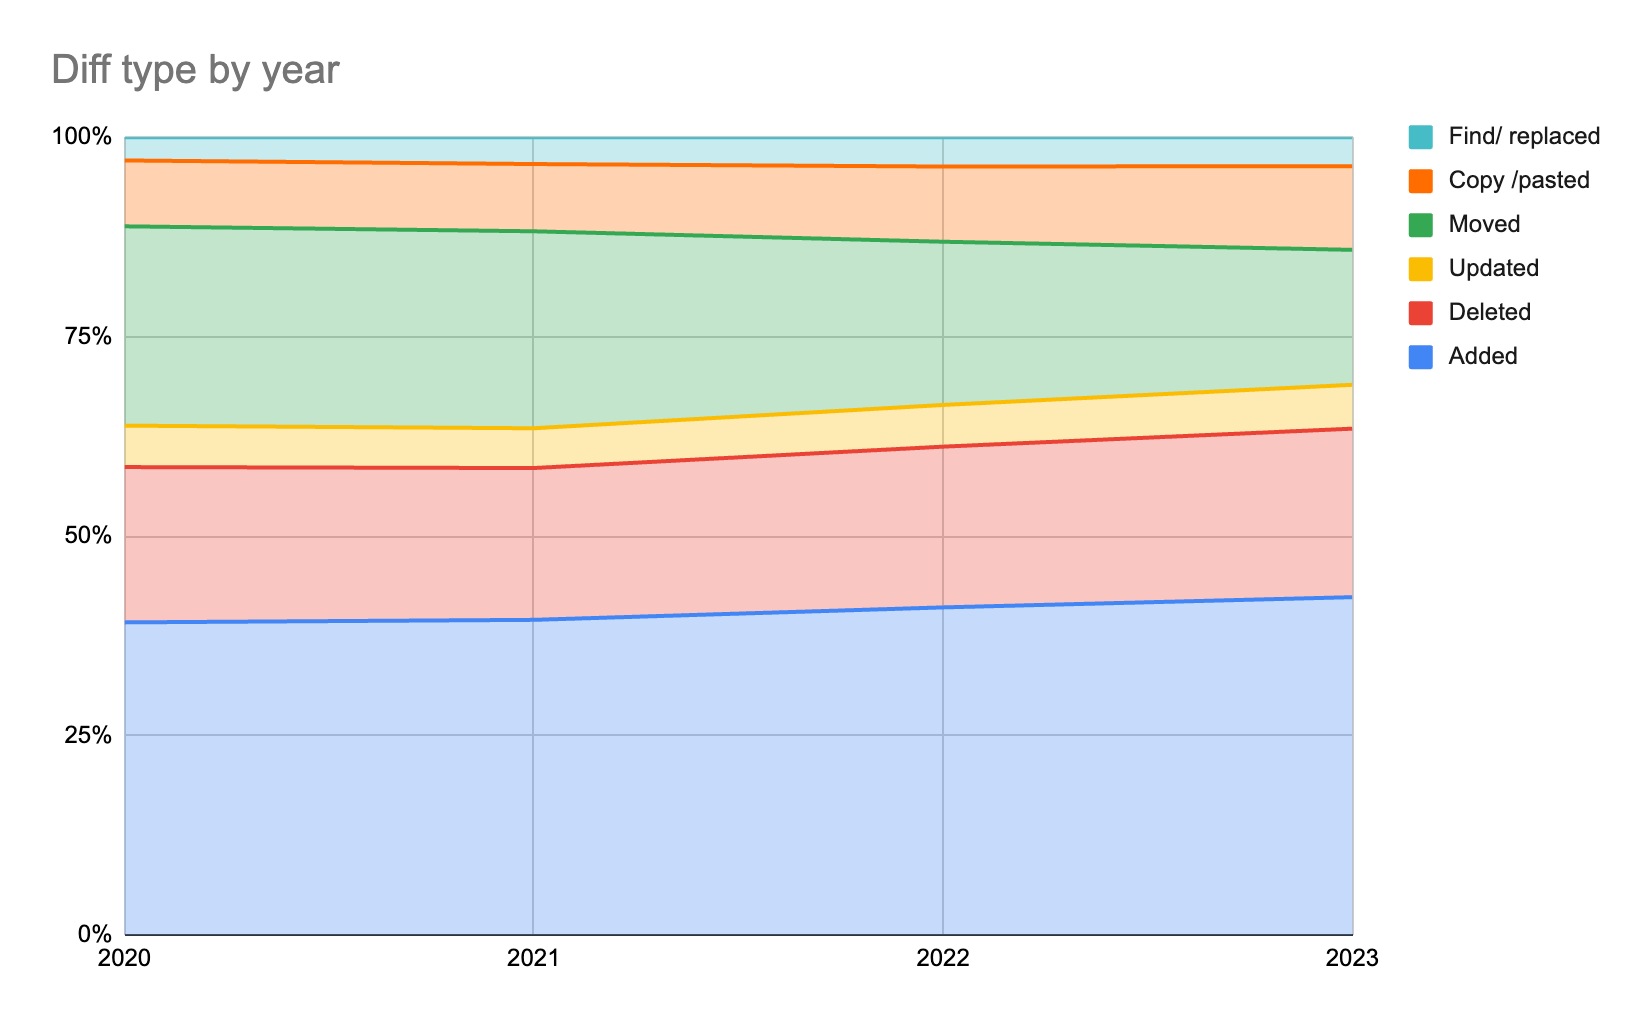 Diff type by year
100%
75%
50%
25%
0%
2020
2021
2022
2023
Find/ replaced
Copy /pasted
Moved
Updated
Deleted
Added